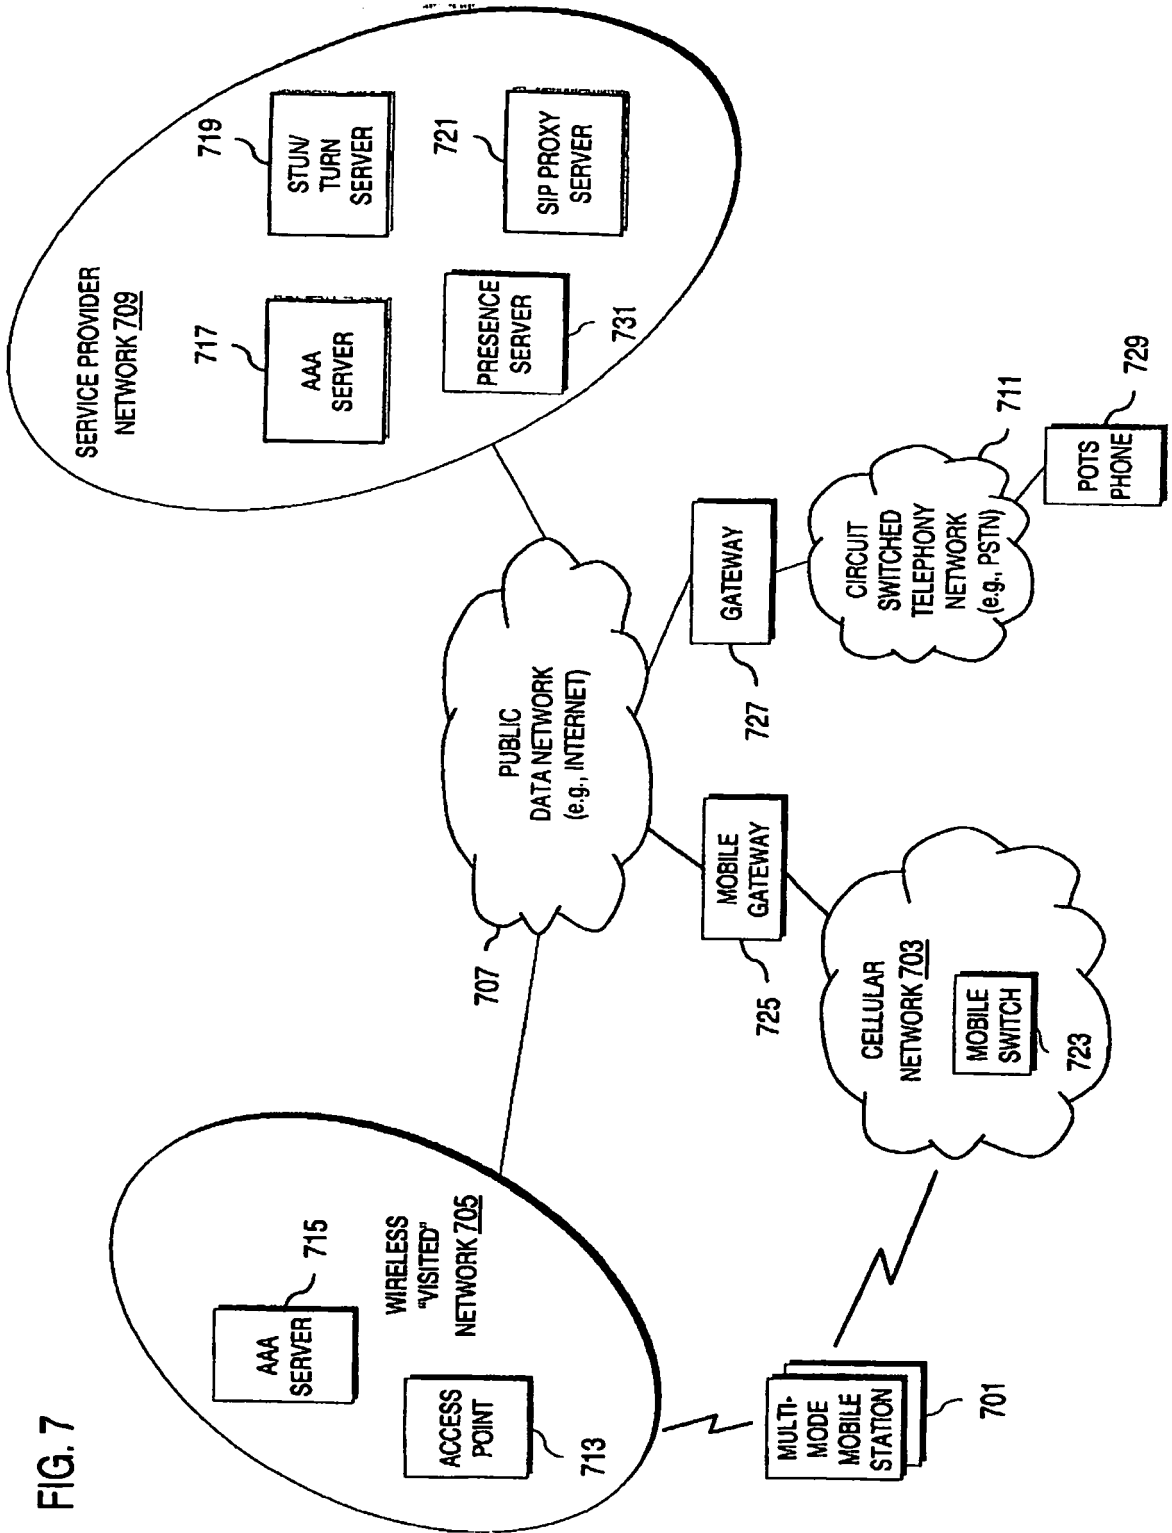 FIG. 7
SERVICE PROVIDER
NETWORK 709
717
AAA
SERVER
719
STUN/
TURN
SERVER
PRESENCE
SERVER
731
721
SIP PROXY
SERVER
715
AAA
SERVER
WIRELESS
"VISITED"
NETWORK 705
ACCESS
POINT
713
707
PUBLIC
DATA NETWORK
(e.g., INTERNET)
725
MOBILE
GATEWAY
727
GATEWAY
CELLULAR
NETWORK 703
MOBILE
SWITCH
723
CIRCUIT
SWITCHED
TELEPHONY
NETWORK
(e.g., PSTN)
711
POTS
PHONE
729
MULTI-
MODE
MOBILE
STATION
701